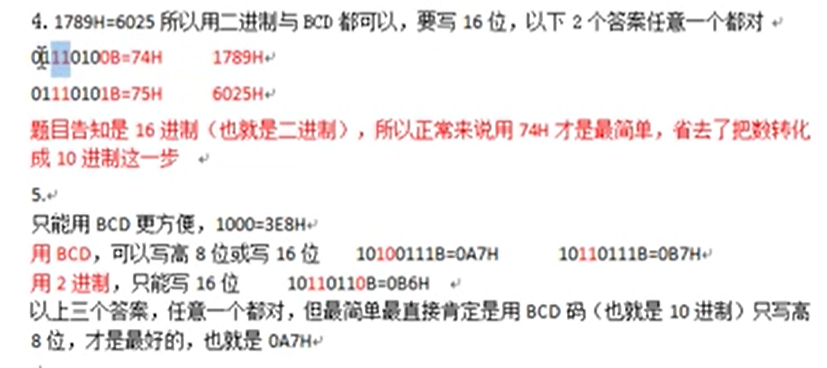 4. 1789H=6025 所以用二进制与 BCD 都可以，要写 16 位，以下 2 个答案任意一个都对
01110100B=74H 1789H
01110101B=75H 6025H
题目告知是 16 进制（也就是二进制），所以正常来说用 74H 才是最简单，省去了把数转化
成 10 进制这一步
5.
只能用 BCD 更方便，1000=3E8H
用 BCD，可以写高 8 位或写 16 位 10100111B=0A7H 10110111B=0B7H
用 2 进制，只能写 16 位 10110110B=0B6H
以上三个答案，任意一个都对，但最简单最直接肯定是用 BCD 码（也就是 10 进制）只写高
8 位，才是最好的，也就是 0A7H